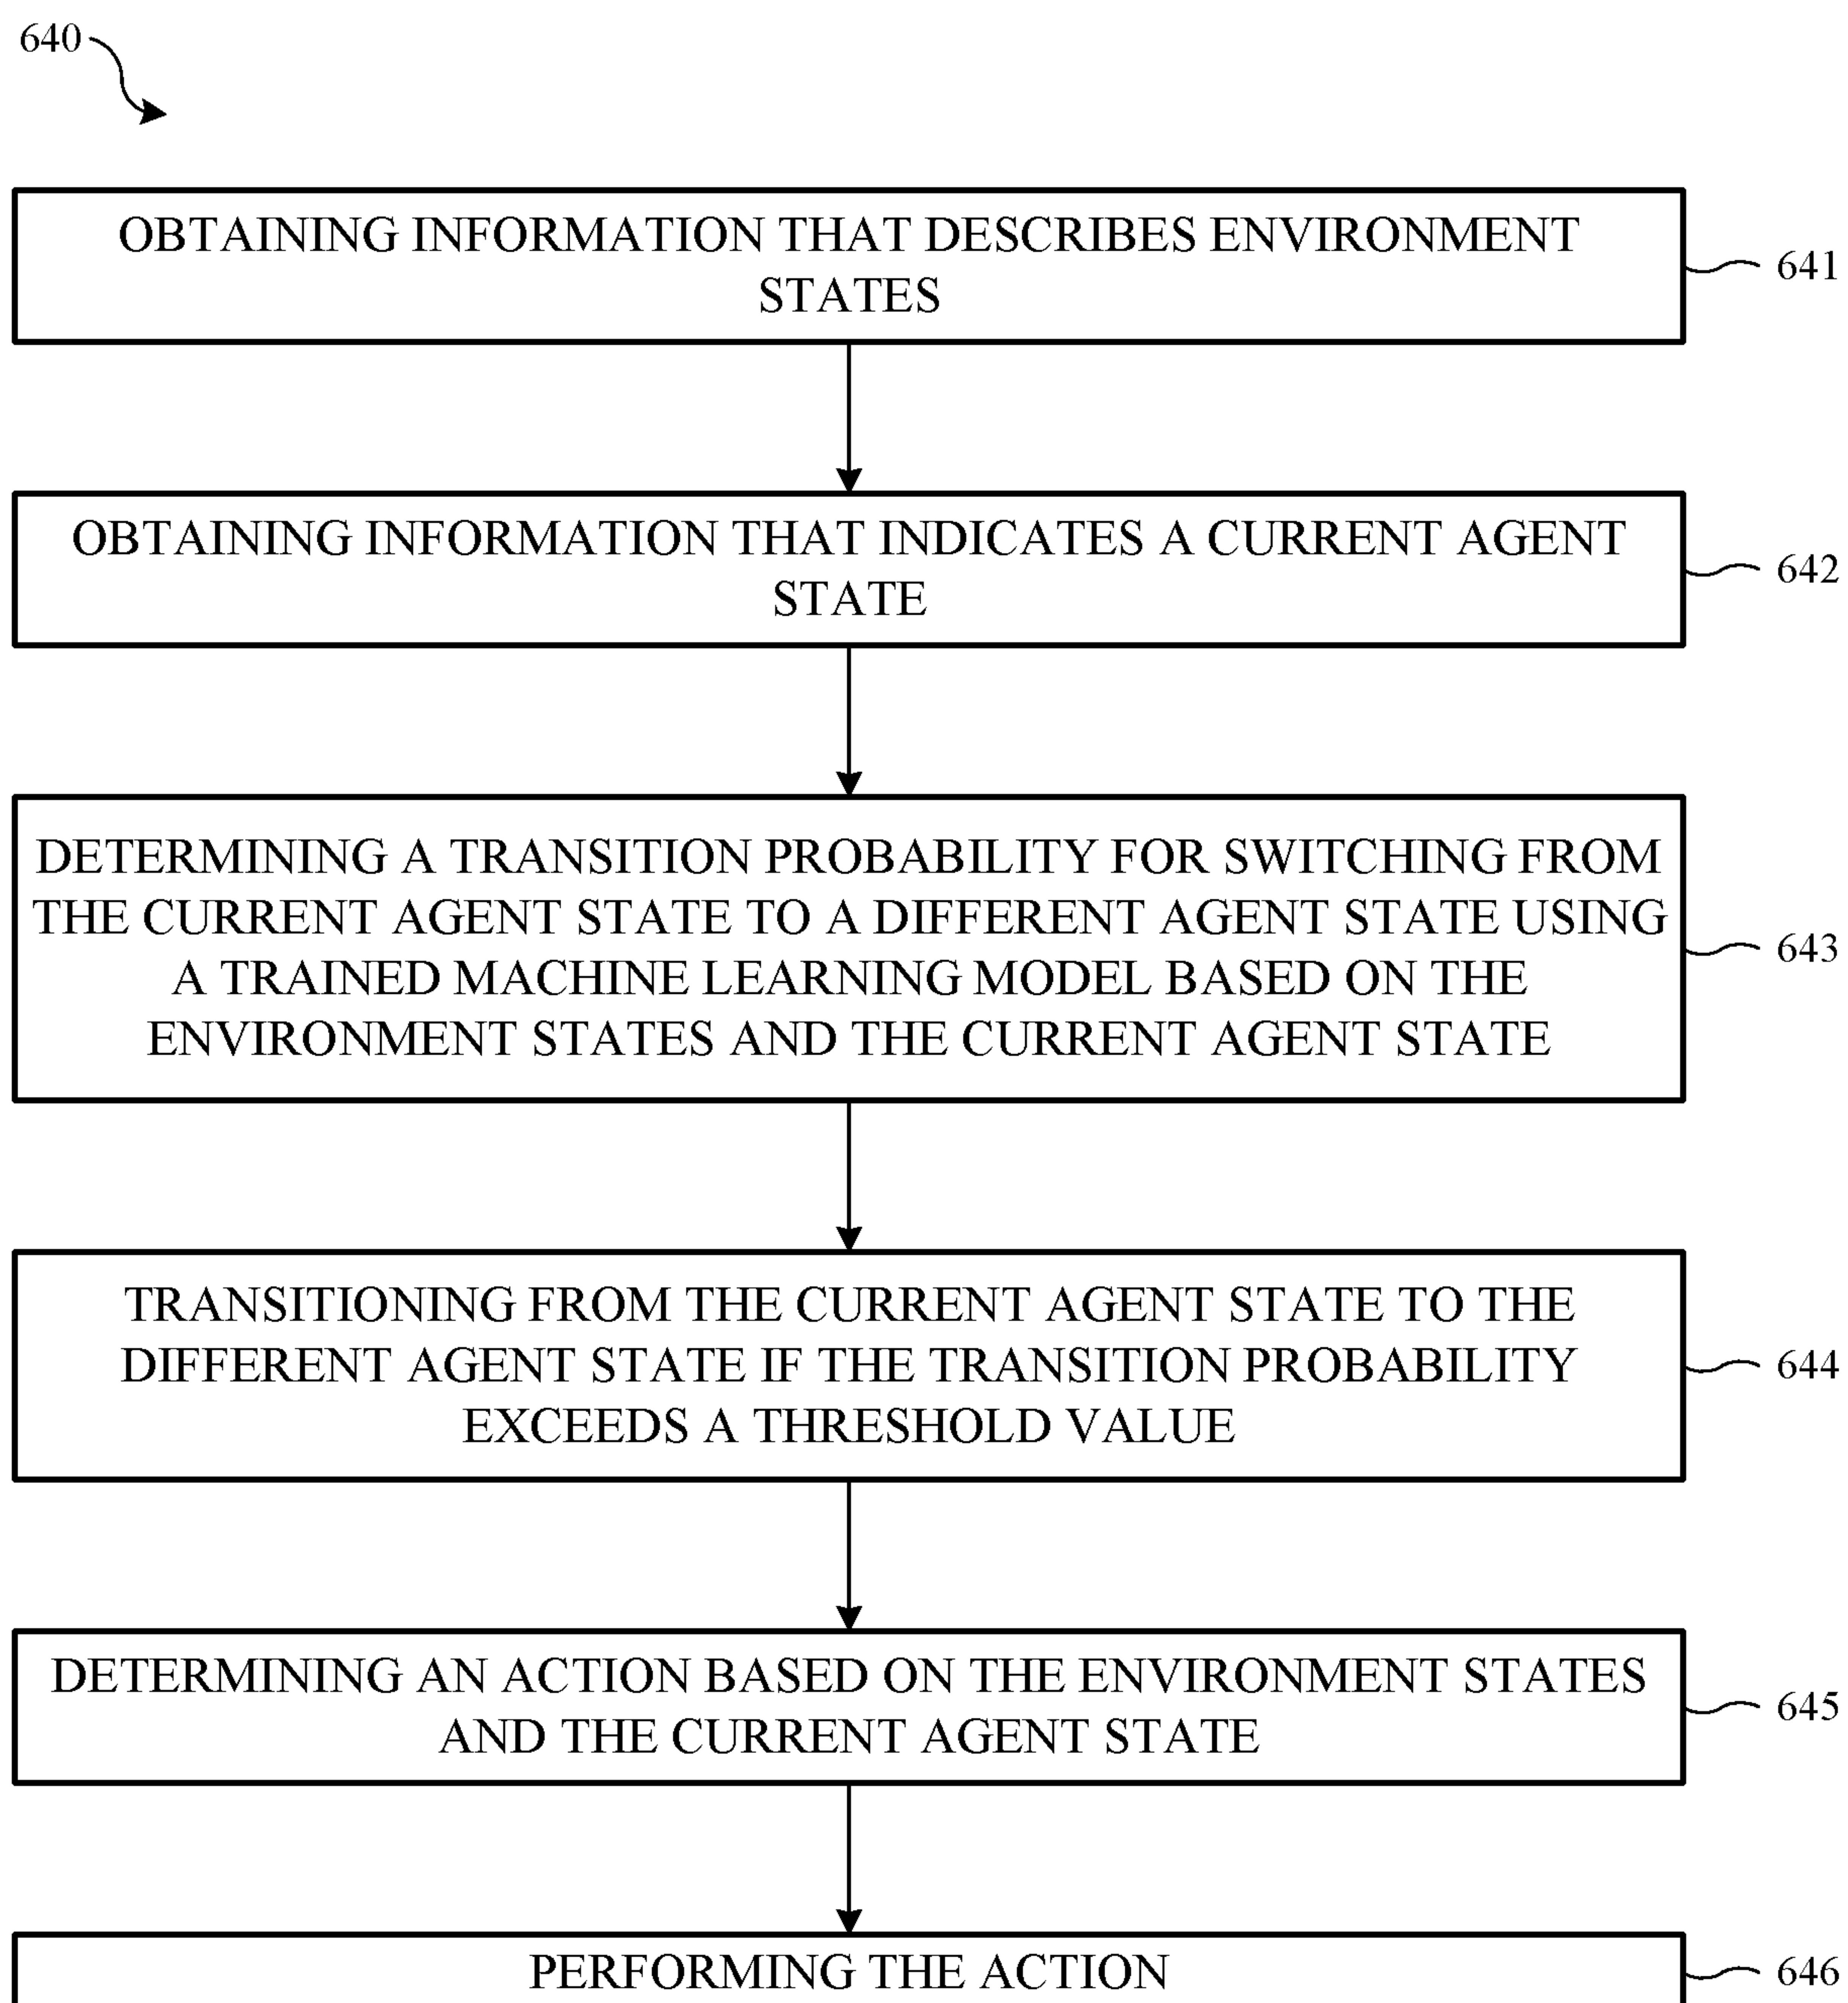 640
OBTAINING INFORMATION THAT DESCRIBES ENVIRONMENT
STATES
641
OBTAINING INFORMATION THAT INDICATES A CURRENT AGENT
STATE
642
DETERMINING A TRANSITION PROBABILITY FOR SWITCHING FROM
THE CURRENT AGENT STATE TO A DIFFERENT AGENT STATE USING
A TRAINED MACHINE LEARNING MODEL BASED ON THE
ENVIRONMENT STATES AND THE CURRENT AGENT STATE
643
TRANSITIONING FROM THE CURRENT AGENT STATE TO THE
DIFFERENT AGENT STATE IF THE TRANSITION PROBABILITY
EXCEEDS A THRESHOLD VALUE
644
DETERMINING AN ACTION BASED ON THE ENVIRONMENT STATES
AND THE CURRENT AGENT STATE
645
PERFORMING THE ACTION
646